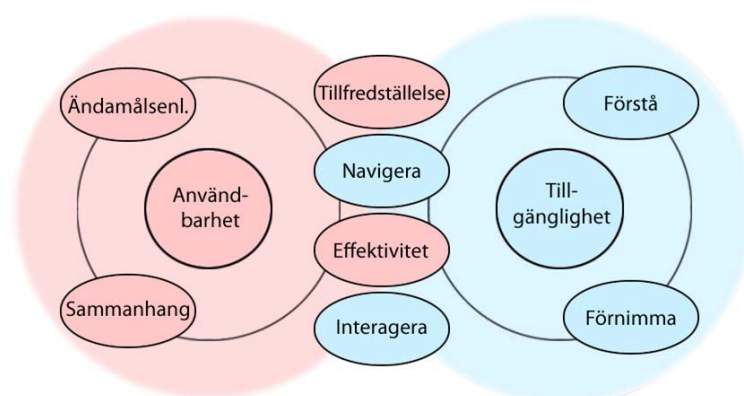 Ändamålsenl.
Sammanhang
Använd-
barhet
Tillfredställelse
Navigera
Effektivitet
Interagera
Till-
gänglighet
Förstå
Förnimma